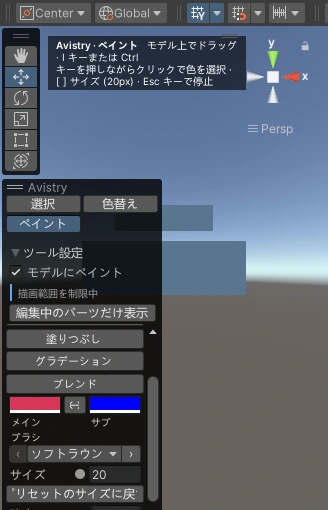 Center
Global
Avistry · ペイント モデル上でドラッグ
· I キーまたは Ctrl
キーを押しながらクリックで色を選択 ·
[ ] サイズ (20px) · Esc キーで停止
y
x
Persp
Avistry
選択
色替え
ペイント
ツール設定
モデルにペイント
描画範囲を制限中
編集中のパーツだけ表示
塗りつぶし
グラデーション
ブレンド
メイン
サブ
ブラシ
ソフトラウン
サイズ
20
リセットのサイズに戻